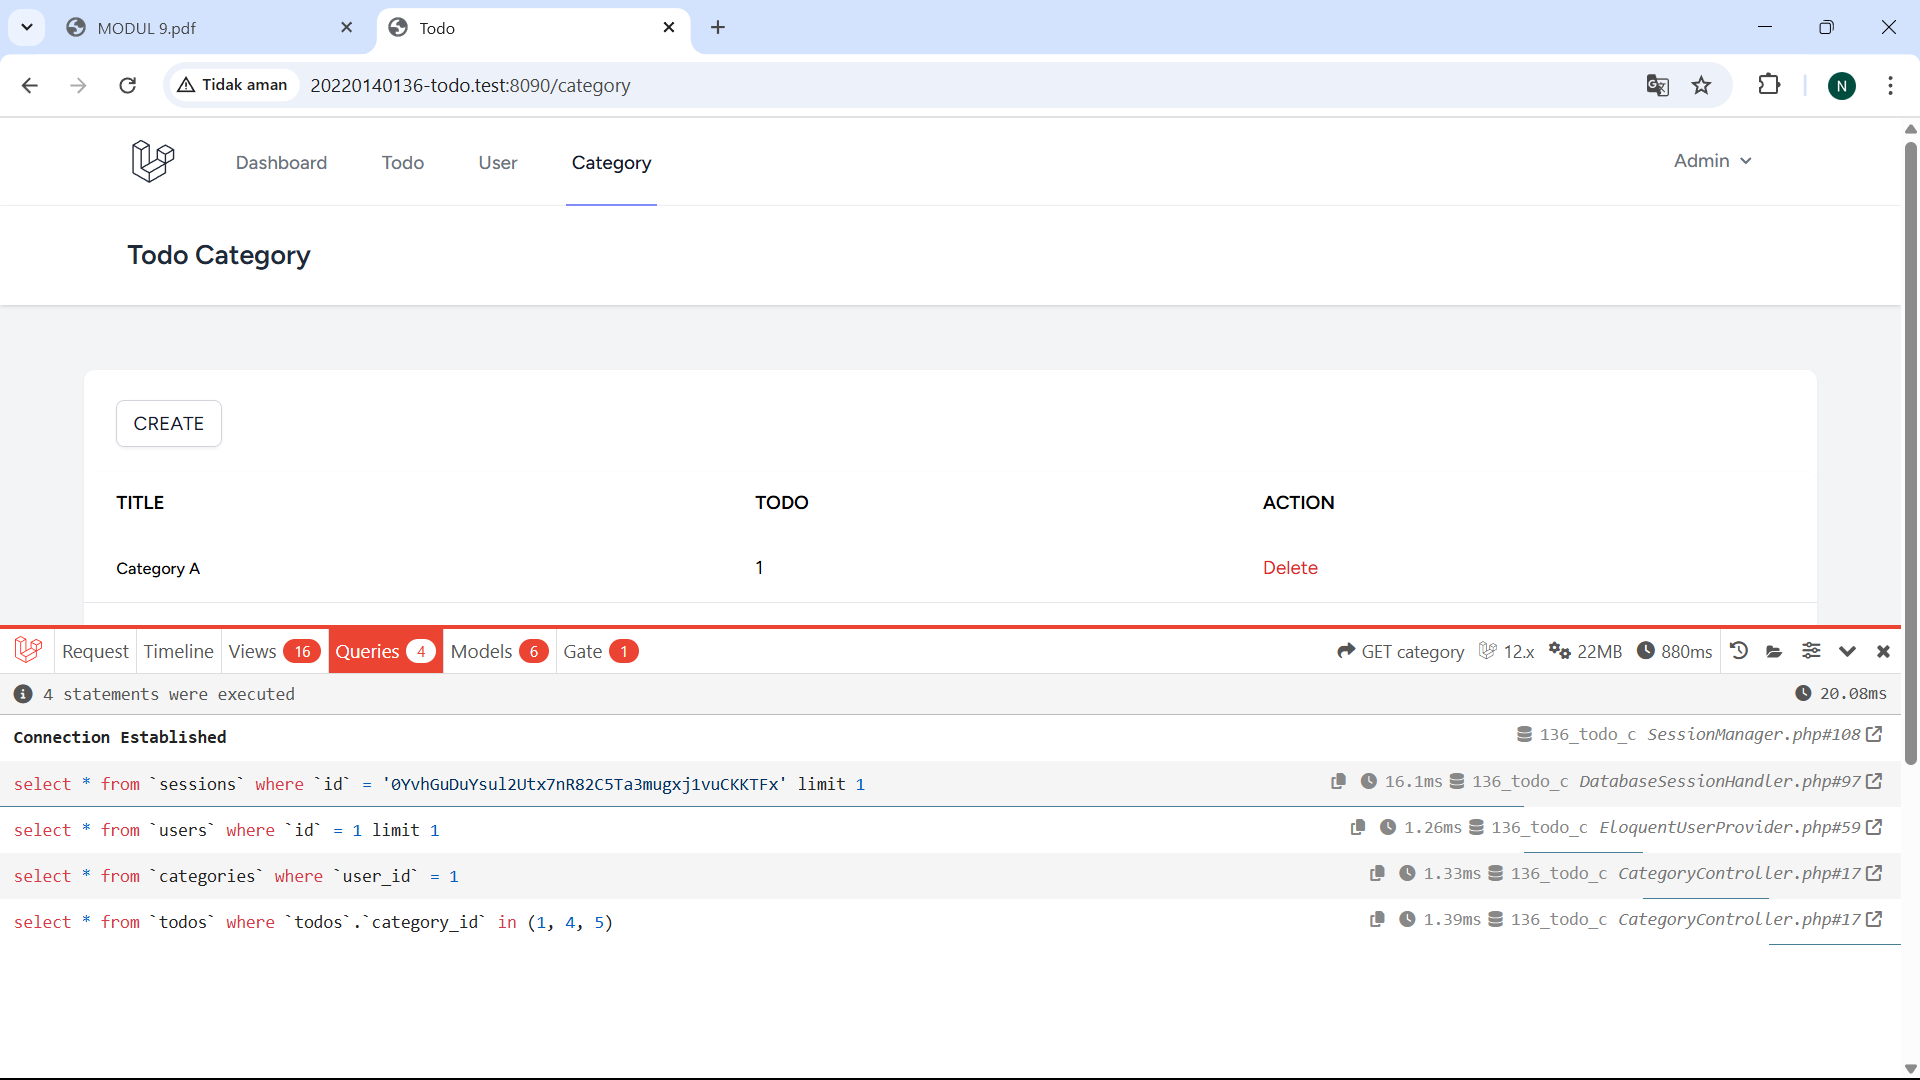 MODUL 9.pdf
Todo
Tidak aman
20220140136-todo.test:8090/category
N
Dashboard
Todo
User
Category
Admin
Todo Category
CREATE
TITLE TODO ACTION
Category A 1 Delete
Request Timeline Views 16 Queries 4 Models 6 Gate 1 GET category 12.x 22MB 880ms
4 statements were executed 20.08ms
Connection Established 136_todo_c SessionManager.php#108
select * from `sessions` where `id` = '0YvhGuDuYsul2Utx7nR82C5Ta3mugxj1vuCKKTFx' limit 1 16.1ms 136_todo_c DatabaseSessionHandler.php#97
select * from `users` where `id` = 1 limit 1 1.26ms 136_todo_c EloquentUserProvider.php#59
select * from `categories` where `user_id` = 1 1.33ms 136_todo_c CategoryController.php#17
select * from `todos` where `todos`.`category_id` in (1, 4, 5) 1.39ms 136_todo_c CategoryController.php#17